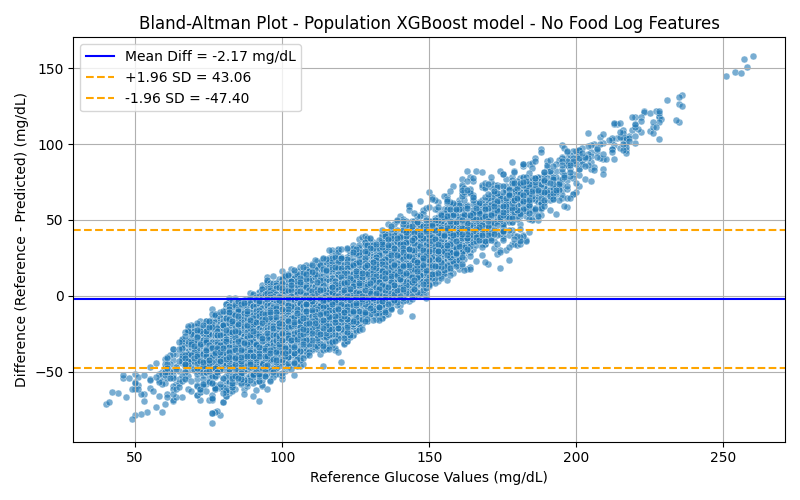 Bland-Altman Plot - Population XGBoost model - No Food Log Features
Mean Diff = -2.17 mg/dL
+1.96 SD = 43.06
-1.96 SD = -47.40
Difference (Reference - Predicted) (mg/dL)
150
100
50
0
−50
50
100
150
200
250
Reference Glucose Values (mg/dL)